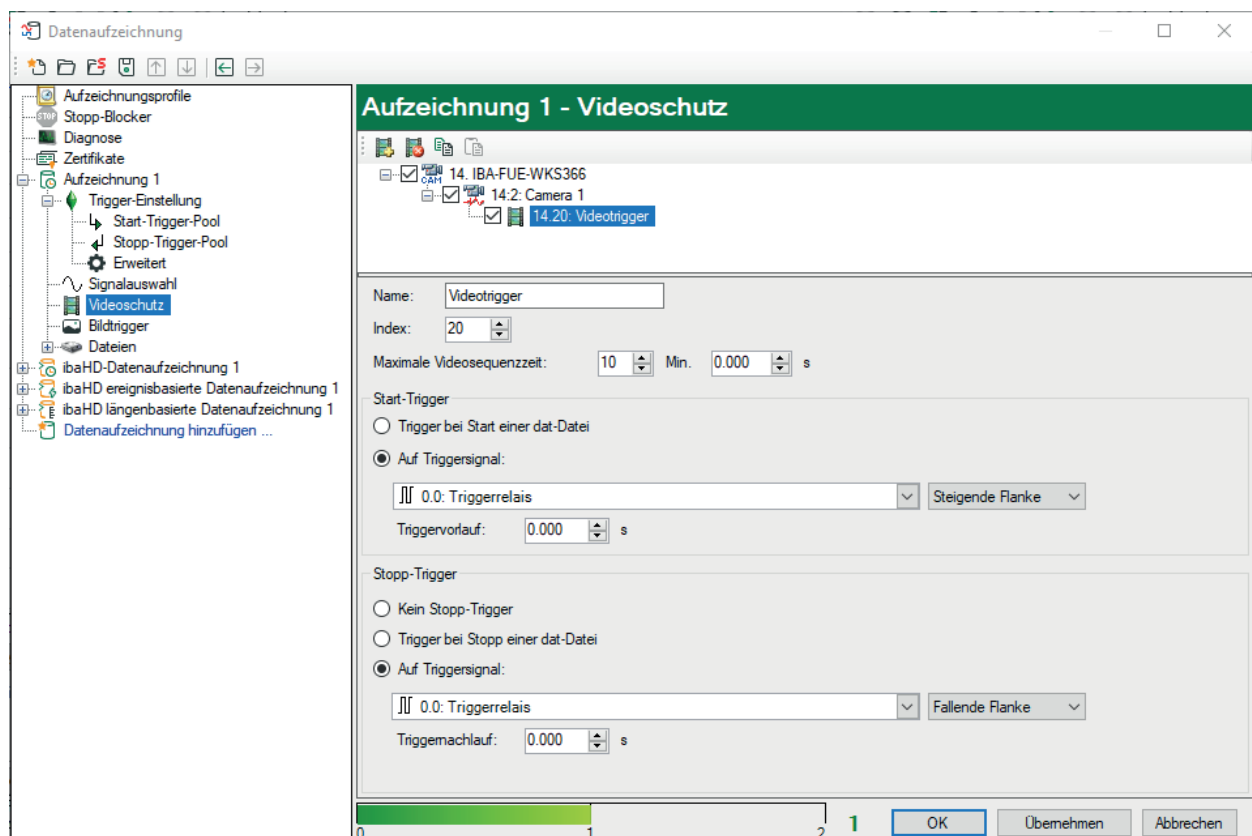 Datenaufzeichnung
Aufzeichnungsprofile
STOP Stopp-Blocker
Diagnose
Zertifikate
Aufzeichnung 1
Trigger-Einstellung
Start-Trigger-Pool
Stopp-Trigger-Pool
Erweitert
Signalauswahl
Videoschutz
Bildtrigger
Dateien
ibaHD-Datenaufzeichnung 1
ibaHD ereignisbasierte Datenaufzeichnung 1
ibaHD längenbasierte Datenaufzeichnung 1
Datenaufzeichnung hinzufügen ...
Aufzeichnung 1 - Videoschutz
CAM 14. IBA-FUE-WKS366
14:2: Camera 1
14.20: Videotrigger
Name: Videotrigger
Index: 20
Maximale Videosequenzzeit: 10 Min. 0.000 s
Start-Trigger
Trigger bei Start einer dat-Datei
Auf Triggersignal:
0.0: Triggerrelais Steigende Flanke
Triggervorlauf: 0.000 s
Stopp-Trigger
Kein Stopp-Trigger
Trigger bei Stopp einer dat-Datei
Auf Triggersignal:
0.0: Triggerrelais Fallende Flanke
Triggernachlauf: 0.000 s
0 1 2 1 OK Übernehmen Abbrechen